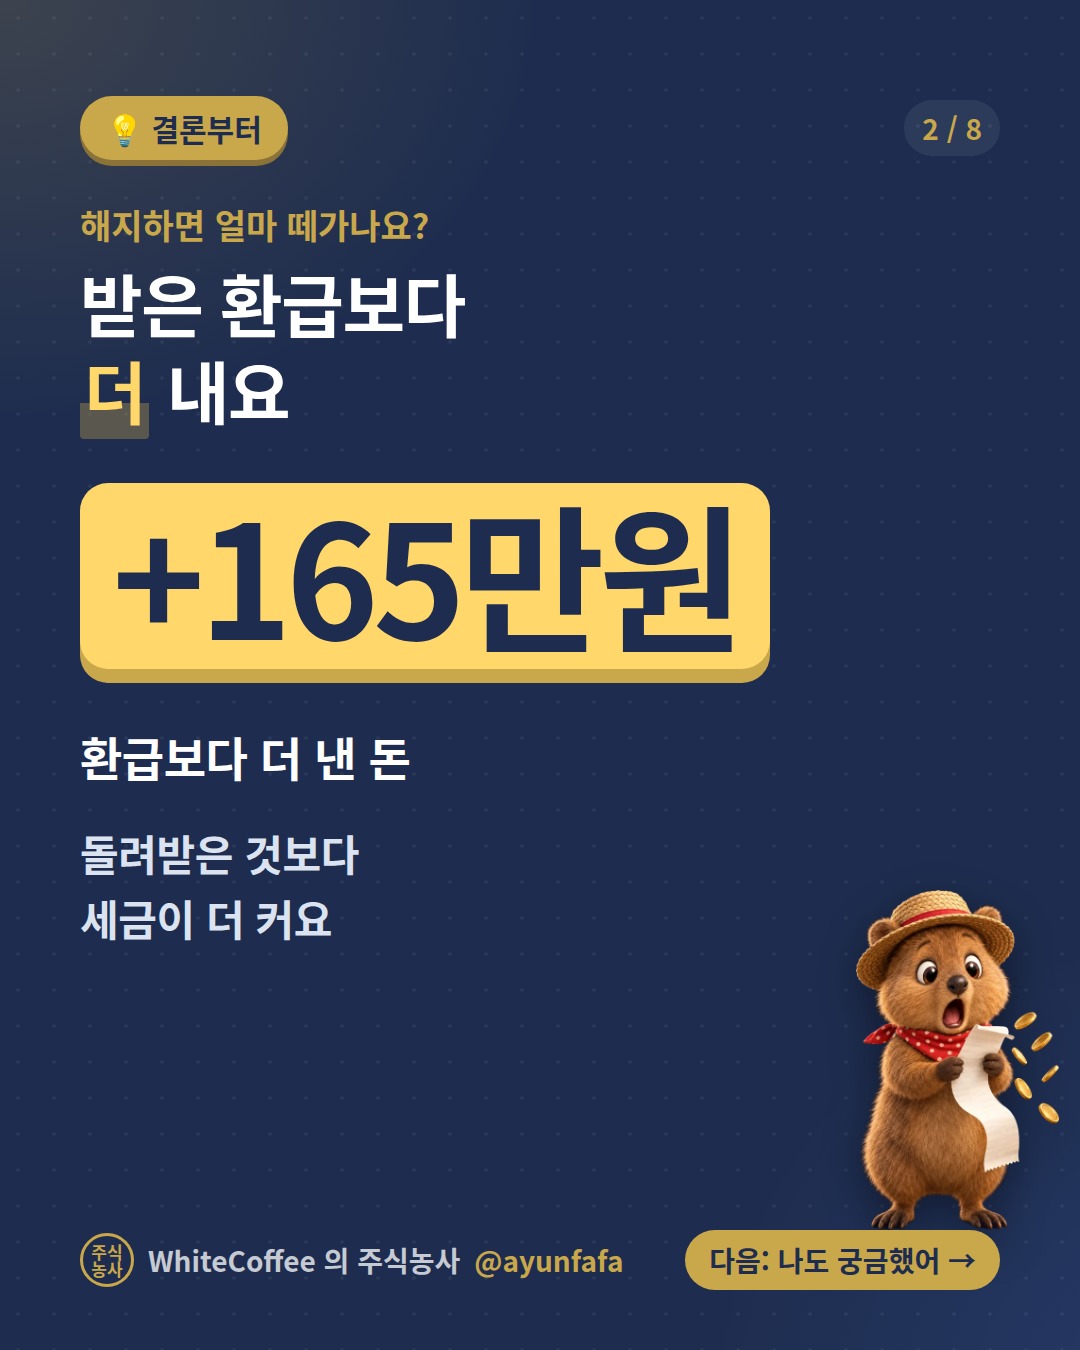 💡 결론부터
2 / 8
해지하면 얼마 떼가나요?
받은 환급보다
더 내요
+165만원
환급보다 더 낸 돈
돌려받은 것보다
세금이 더 커요
주식
농사
WhiteCoffee 의 주식농사 @ayunfafa
다음: 나도 궁금했어 →